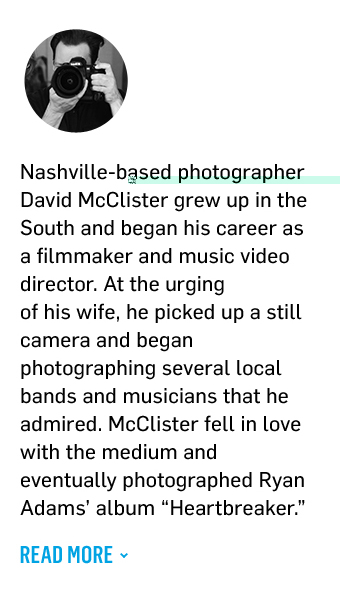 Nashville-based photographer
David McClister grew up in the
South and began his career as
a filmmaker and music video
director. At the urging
of his wife, he picked up a still
camera and began
photographing several local
bands and musicians that he
admired. McClister fell in love
with the medium and
eventually photographed Ryan
Adams’ album “Heartbreaker.”
READ MORE